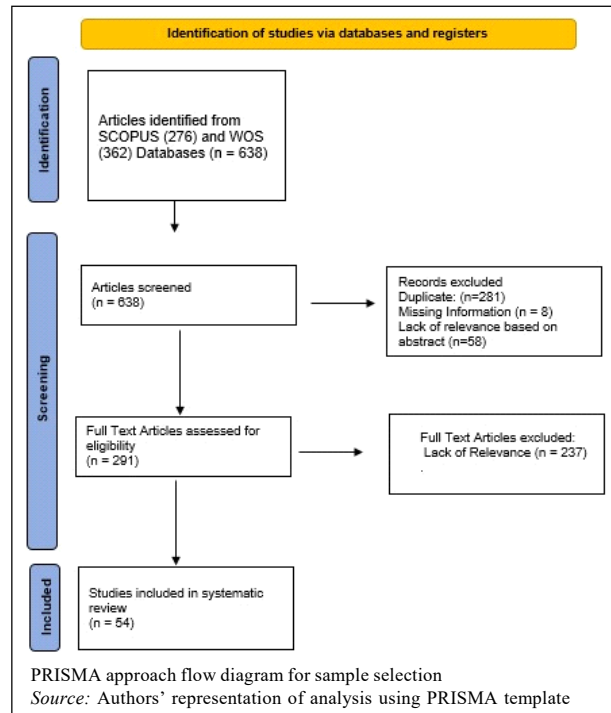 Identification of studies via databases and registers
Identification
Articles identified from
SCOPUS (276) and WOS
(362) Databases (n = 638)
Screening
Articles screened
(n = 638)
Records excluded
Duplicate: (n=281)
Missing Information (n = 8)
Lack of relevance based on
abstract (n=58)
Full Text Articles assessed for
eligibility
(n = 291)
Full Text Articles excluded:
Lack of Relevance (n = 237)
.
Included
Studies included in systematic
review
(n = 54)
PRISMA approach flow diagram for sample selection
Source: Authors' representation of analysis using PRISMA template